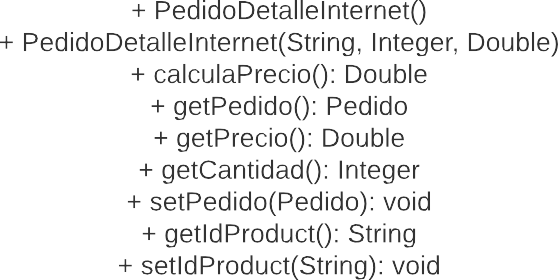 + PedidoDetalleInternet()
+ PedidoDetalleInternet(String, Integer, Double)
+ calculaPrecio(): Double
+ getPedido(): Pedido
+ getPrecio(): Double
+ getCantidad(): Integer
+ setPedido(Pedido): void
+ getIdProduct(): String
+ setIdProduct(String): void